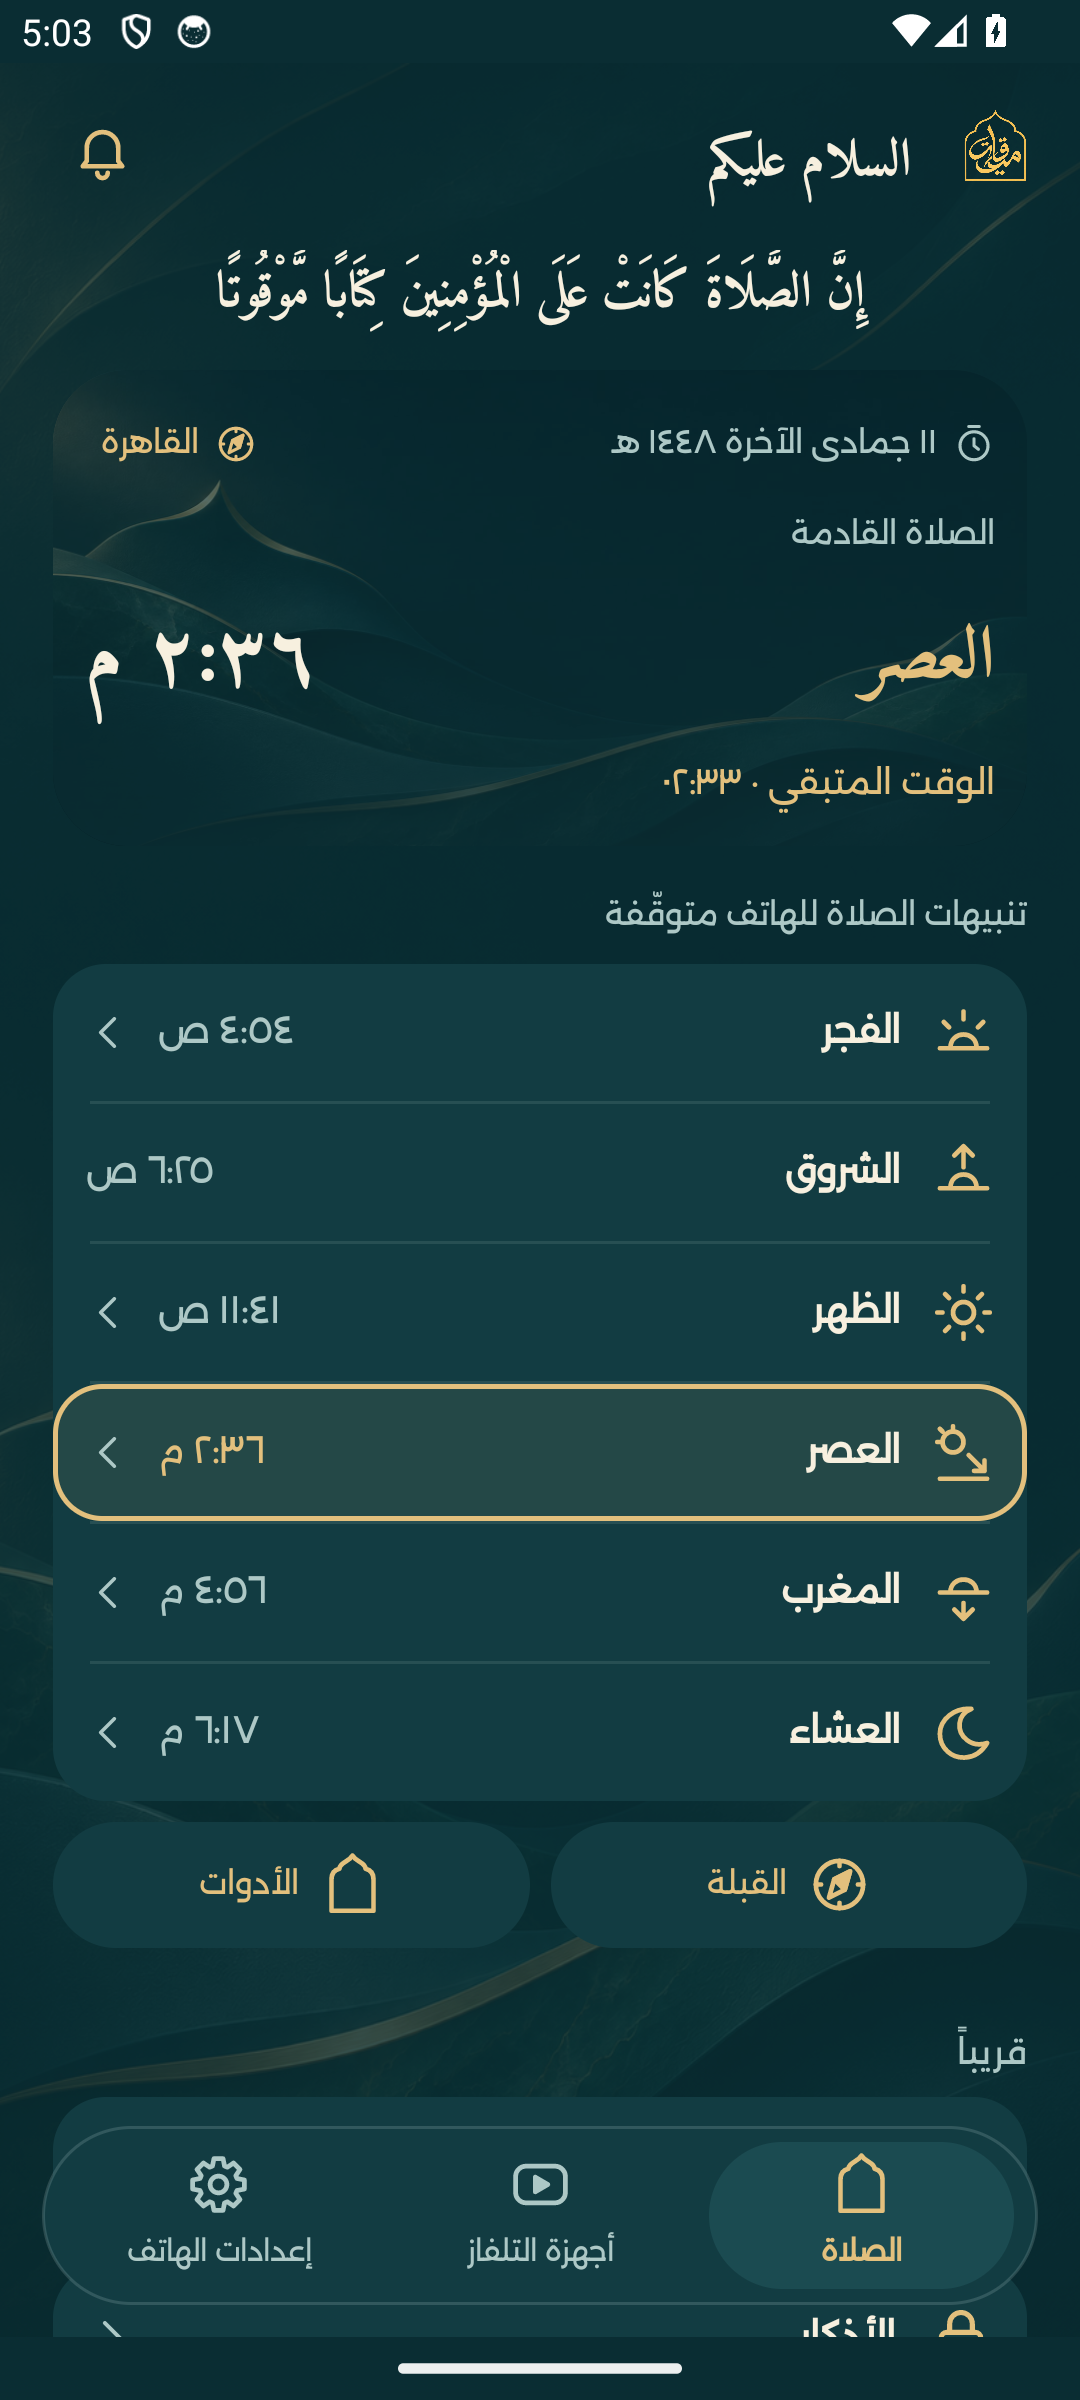 5:03
السلام عليكم
إِنَّ الصَّلَاةَ كَانَتْ عَلَى الْمُؤْمِنِينَ كِتَابًا مَّوْقُوتًا
١١ جمادى الآخرة ١٤٤٨ هـ
القاهرة
الصلاة القادمة
العصر
٢:٣٦ م
الوقت المتبقي · ٠٢:٣٣
تنبيهات الصلاة للهاتف متوقّفة
الفجر ٤:٥٤ ص
الشروق ٦:٢٥ ص
الظهر ١١:٤١ ص
العصر ٢:٣٦ م
المغرب ٤:٥٦ م
العشاء ٦:١٧ م
القبلة
الأدوات
قريباً
الصلاة
أجهزة التلفاز
إعدادات الهاتف
الأذكار